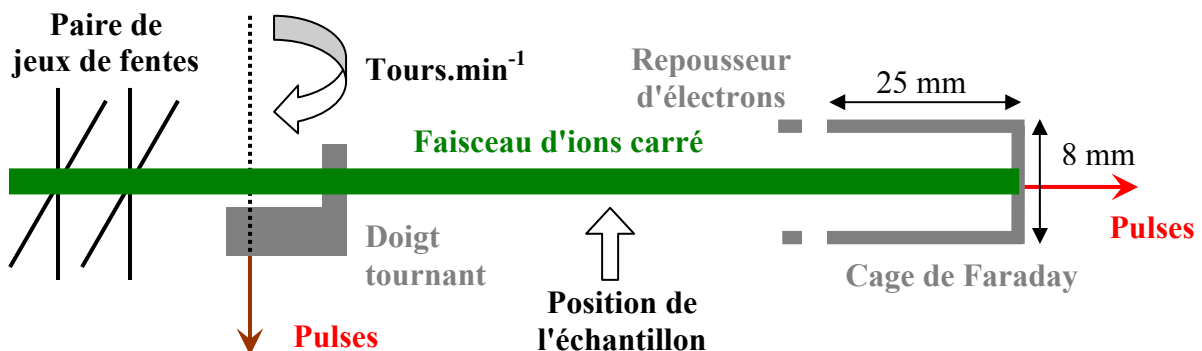 Paire de
jeux de fentes
Tours.min⁻¹
Repousseur
d'électrons
25 mm
Faisceau d'ions carré
8 mm
Doigt
tournant
Pulses
Cage de Faraday
Position de
l'échantillon
Pulses